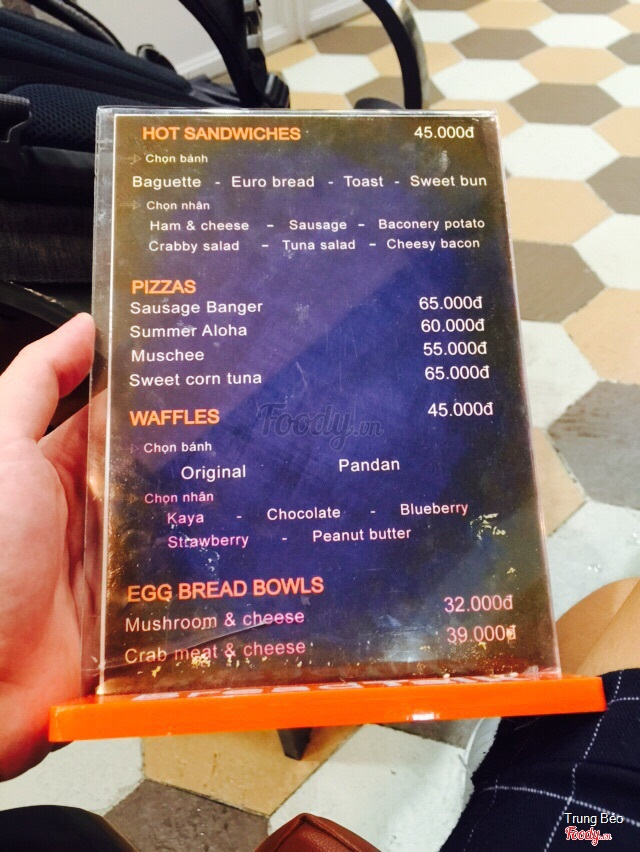 HOT SANDWICHES 45.000đ
Chọn bánh
Baguette - Euro bread - Toast - Sweet bun
Chọn nhân
Ham & cheese - Sausage - Baconery potato
Crabby salad - Tuna salad - Cheesy bacon
PIZZAS
Sausage Banger 65.000đ
Summer Aloha 60.000đ
Muschee 55.000đ
Sweet corn tuna 65.000đ
Foody.vn
WAFFLES 45.000đ
Chọn bánh
Original Pandan
Chọn nhân
Kaya - Chocolate - Blueberry
Strawberry - Peanut butter
EGG BREAD BOWLS
Mushroom & cheese 32.000đ
Crab meat & cheese 39.000đ
Trung Béo
Foody.vn